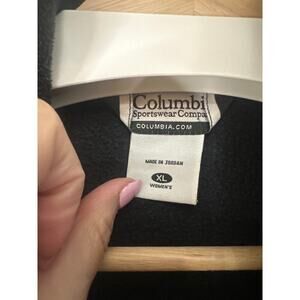 Columbi
Sportswear Compa
COLUMBIA.COM
MADE IN JORDAN
XL
WOMEN'S